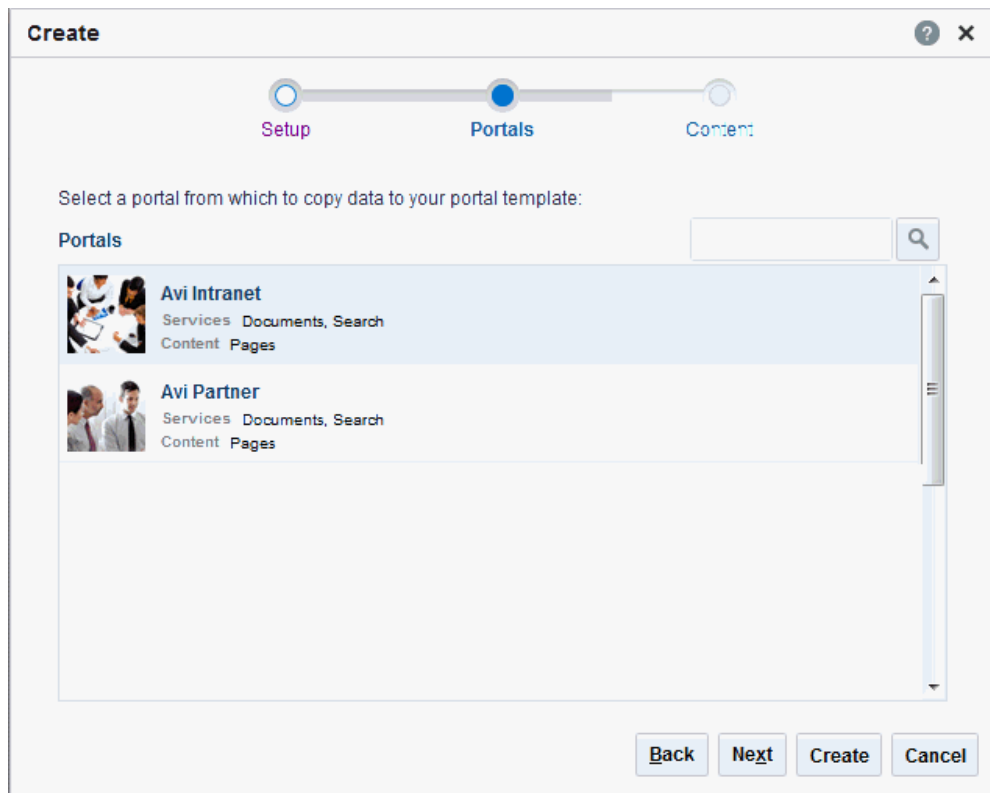 Create
?
Setup
Portals
Content
Select a portal from which to copy data to your portal template:
Portals
Avi Intranet
Services Documents, Search
Content Pages
Avi Partner
Services Documents, Search
Content Pages
Back
Next
Create
Cancel